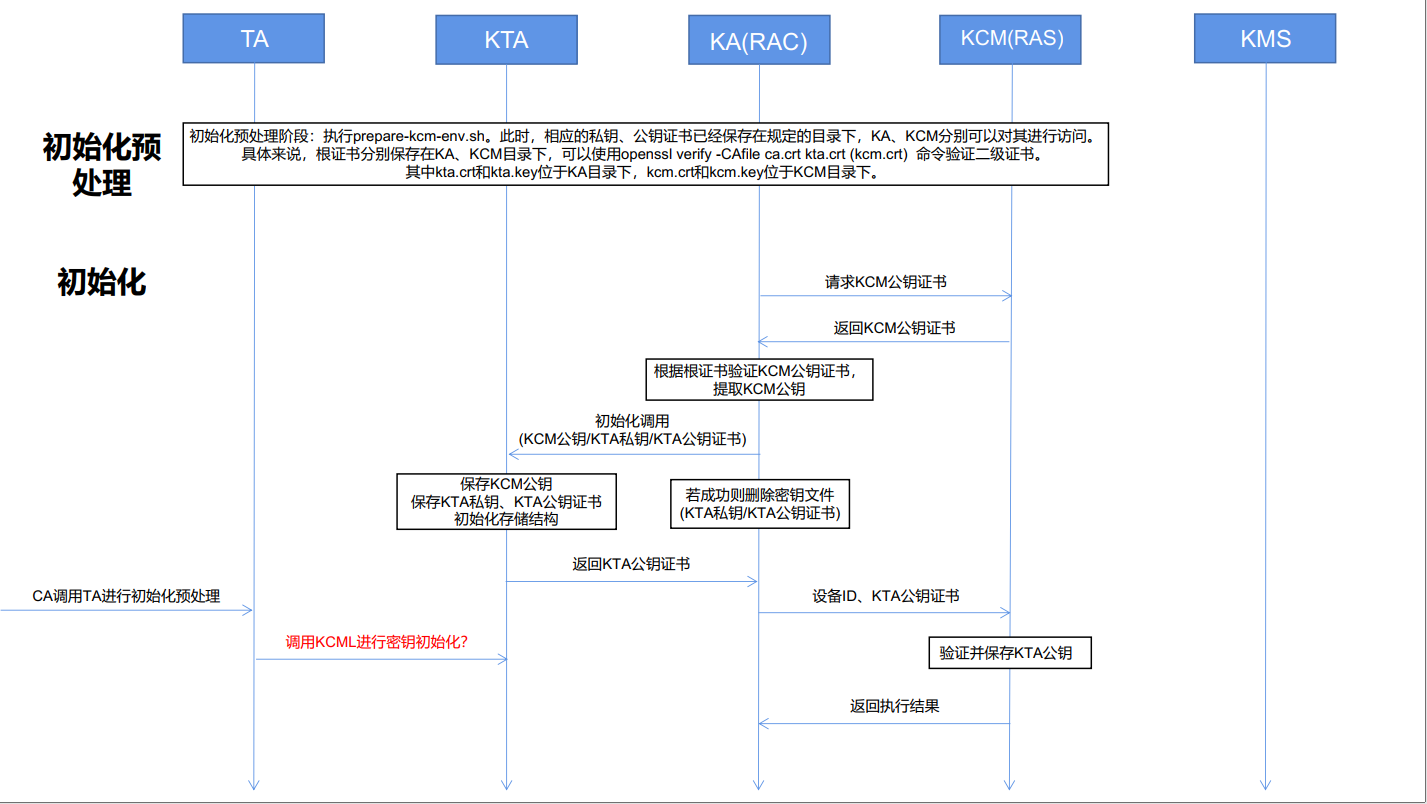 TA
KTA
KA(RAC)
KCM(RAS)
KMS
初始化预
处理
初始化预处理阶段：执行prepare-kcm-env.sh。此时，相应的私钥、公钥证书已经保存在规定的目录下，KA、KCM分别可以对其进行访问。
具体来说，根证书分别保存在KA、KCM目录下，可以使用openssl verify -CAfile ca.crt kta.crt (kcm.crt) 命令验证二级证书。
其中kta.crt和kta.key位于KA目录下，kcm.crt和kcm.key位于KCM目录下。
初始化
请求KCM公钥证书
返回KCM公钥证书
根据根证书验证KCM公钥证书，
提取KCM公钥
初始化调用
(KCM公钥/KTA私钥/KTA公钥证书)
保存KCM公钥
保存KTA私钥、KTA公钥证书
初始化存储结构
若成功则删除密钥文件
(KTA私钥/KTA公钥证书)
返回KTA公钥证书
CA调用TA进行初始化预处理
设备ID、KTA公钥证书
调用KCML进行密钥初始化？
验证并保存KTA公钥
返回执行结果